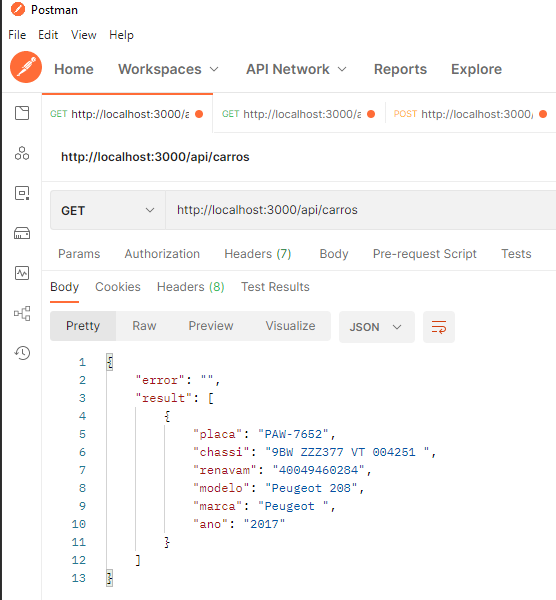 Postman
File Edit View Help
Home Workspaces API Network Reports Explore
GET http://localhost:3000/a GET http://localhost:3000/a POST http://localhost:3000/
http://localhost:3000/api/carros
GET http://localhost:3000/api/carros
Params Authorization Headers (7) Body Pre-request Script Tests
Body Cookies Headers (8) Test Results
Pretty Raw Preview Visualize JSON
1 {
2 "error": "",
3 "result": [
4 {
5 "placa": "PAW-7652",
6 "chassi": "9BW ZZZ377 VT 004251 ",
7 "renavam": "40049460284",
8 "modelo": "Peugeot 208",
9 "marca": "Peugeot ",
10 "ano": "2017"
11 }
12 ]
13 }